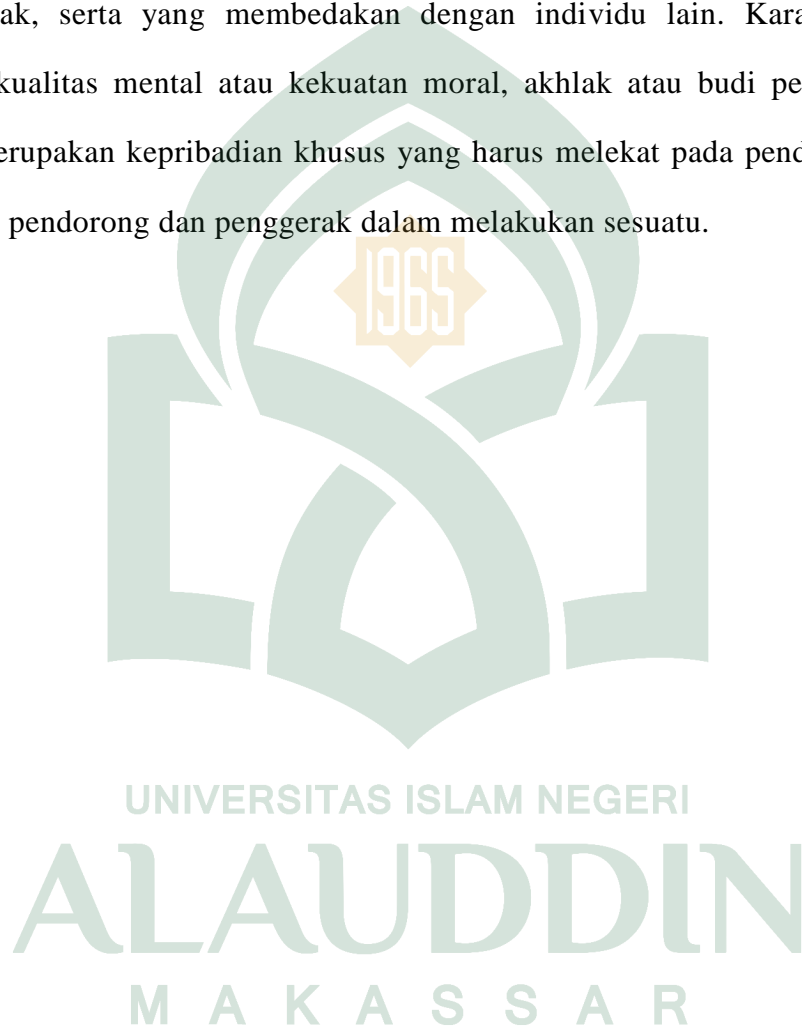 ak, serta yang membedakan dengan individu lain. Kara
kualitas mental atau kekuatan moral, akhlak atau budi pe
erupakan kepribadian khusus yang harus melekat pada pend
pendorong dan penggerak dalam melakukan sesuatu.
1965
UNIVERSITAS ISLAM NEGERI
ALAUDDIN
MAKASSAR